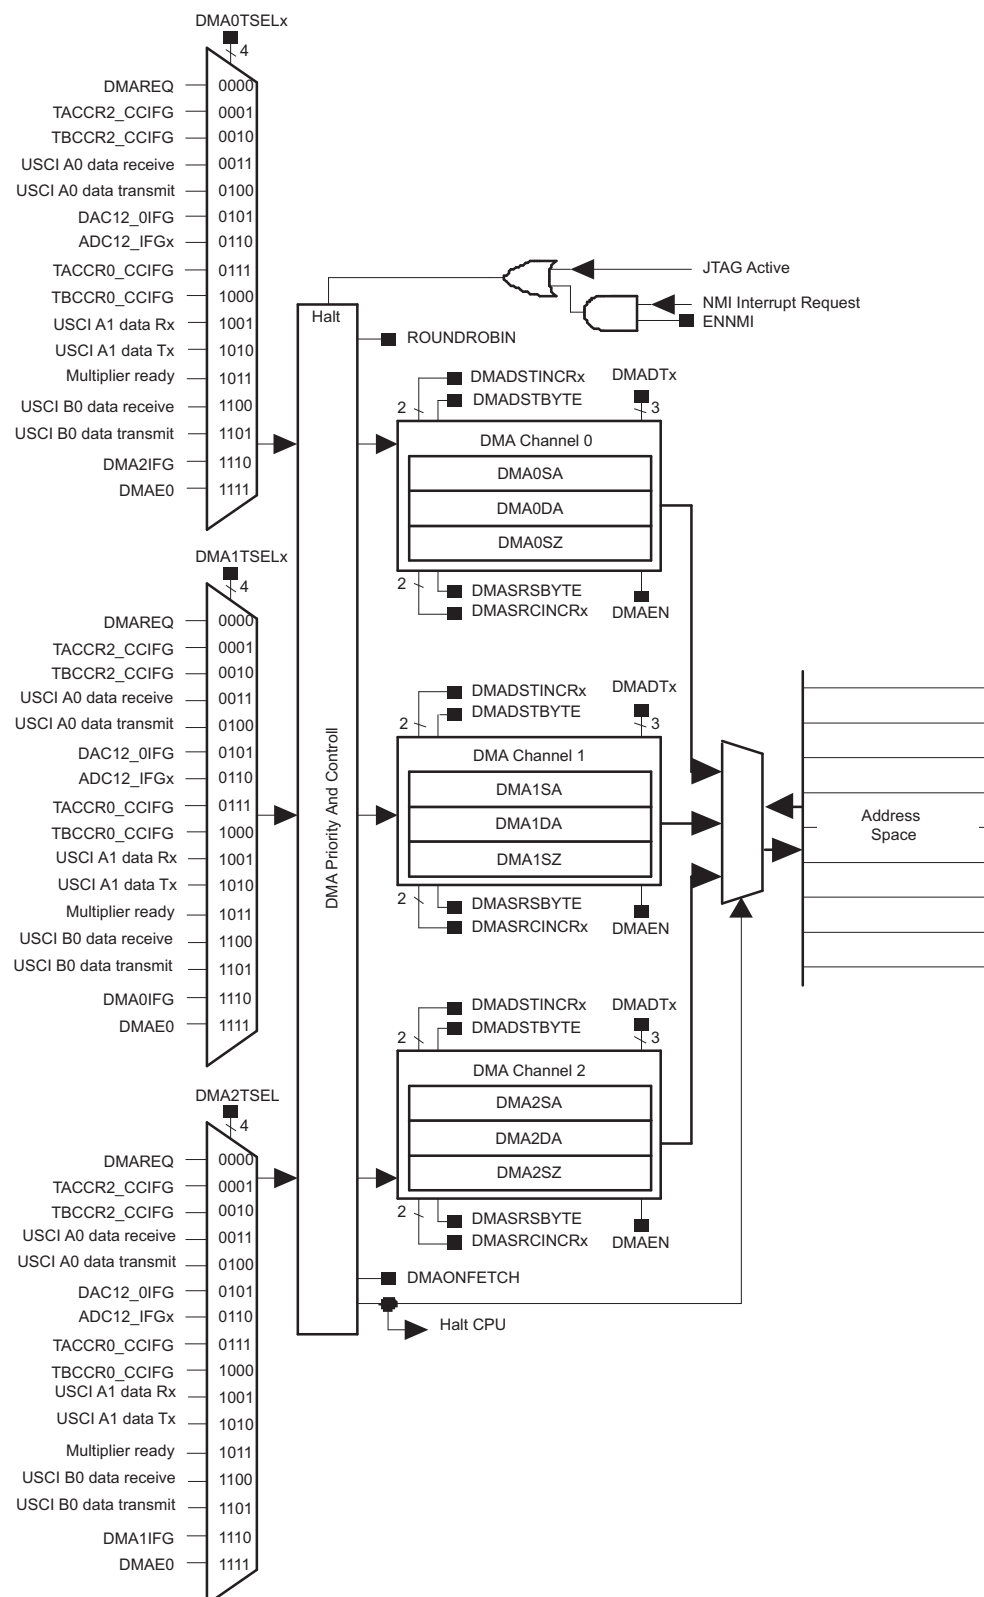 DMA0TSELx
4
DMAREQ 0000
TACCR2_CCIFG 0001
TBCCR2_CCIFG 0010
USCI A0 data receive 0011
USCI A0 data transmit 0100
DAC12_0IFG 0101
ADC12_IFGx 0110
TACCR0_CCIFG 0111
TBCCR0_CCIFG 1000
USCI A1 data Rx 1001
USCI A1 data Tx 1010
Multiplier ready 1011
USCI B0 data receive 1100
USCI B0 data transmit 1101
DMA2IFG 1110
DMAE0 1111
DMA1TSELx
4
DMAREQ 0000
TACCR2_CCIFG 0001
TBCCR2_CCIFG 0010
USCI A0 data receive 0011
USCI A0 data transmit 0100
DAC12_0IFG 0101
ADC12_IFGx 0110
TACCR0_CCIFG 0111
TBCCR0_CCIFG 1000
USCI A1 data Rx 1001
USCI A1 data Tx 1010
Multiplier ready 1011
USCI B0 data receive 1100
USCI B0 data transmit 1101
DMA0IFG 1110
DMAE0 1111
DMA2TSEL
4
DMAREQ 0000
TACCR2_CCIFG 0001
TBCCR2_CCIFG 0010
USCI A0 data receive 0011
USCI A0 data transmit 0100
DAC12_0IFG 0101
ADC12_IFGx 0110
TACCR0_CCIFG 0111
TBCCR0_CCIFG 1000
USCI A1 data Rx 1001
USCI A1 data Tx 1010
Multiplier ready 1011
USCI B0 data receive 1100
USCI B0 data transmit 1101
DMA1IFG 1110
DMAE0 1111
Halt
DMA Priority And Controll
JTAG Active
NMI Interrupt Request
ENNMI
ROUNDROBIN
DMADSTINCRx DMADTx
2 DMADSTBYTE 3
DMA Channel 0
DMA0SA
DMA0DA
DMA0SZ
2 DMASRSBYTE
DMASRCINCRx DMAEN
DMADSTINCRx DMADTx
2 DMADSTBYTE 3
DMA Channel 1
DMA1SA
DMA1DA
DMA1SZ
2 DMASRSBYTE
DMASRCINCRx DMAEN
DMADSTINCRx DMADTx
2 DMADSTBYTE 3
DMA Channel 2
DMA2SA
DMA2DA
DMA2SZ
2 DMASRSBYTE
DMASRCINCRx DMAEN
DMAONFETCH
Halt CPU
Address
Space